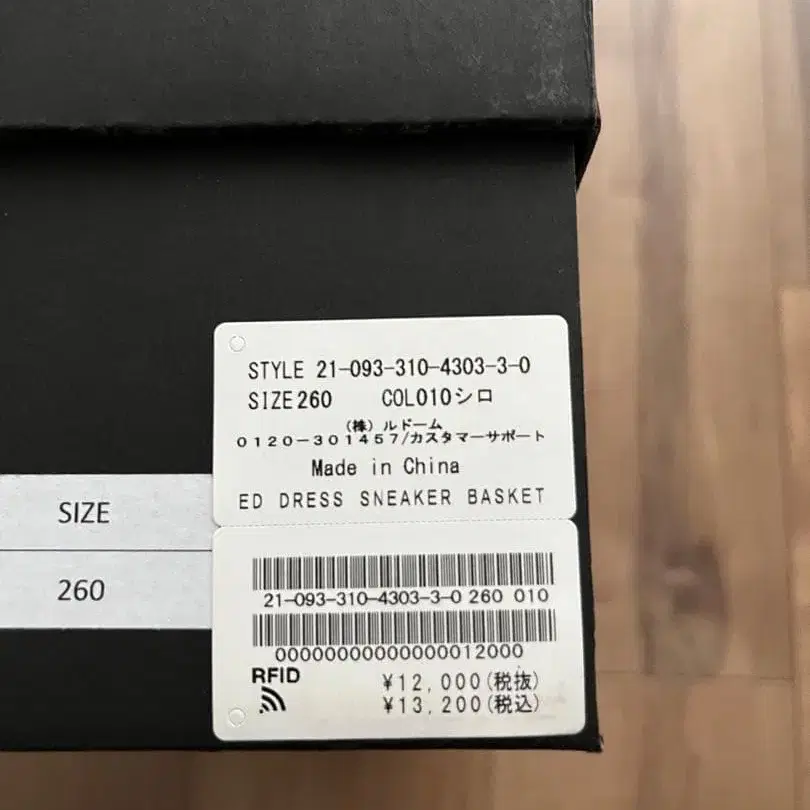 STYLE 21-093-310-4303-3-0
SIZE260 COL010シロ
(株)ルドーム
0120-301457/カスタマーサポート
Made in China
ED DRESS SNEAKER BASKET
SIZE
260
21-093-310-4303-3-0 260 010
000000000000000012000
RFID
¥12,000(税抜)
¥13,200(税込)